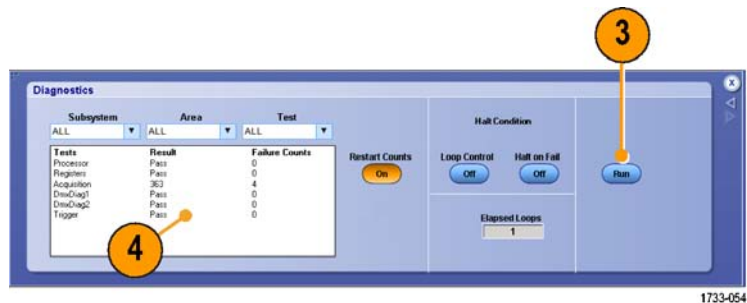 3
Diagnostics
X
Subsystem Area Test
ALL ALL ALL
Halt Condition
Tests Result Failure Counts
Processor Pass 0
Registers Pass 0
Acquisition 363 4
DmxDiag1 Pass 0
DmxDiag2 Pass 0
Trigger Pass 0
Restart Counts
On
Loop Control Halt on Fail
Off Off
Run
Elapsed Loops
1
4
1733-054